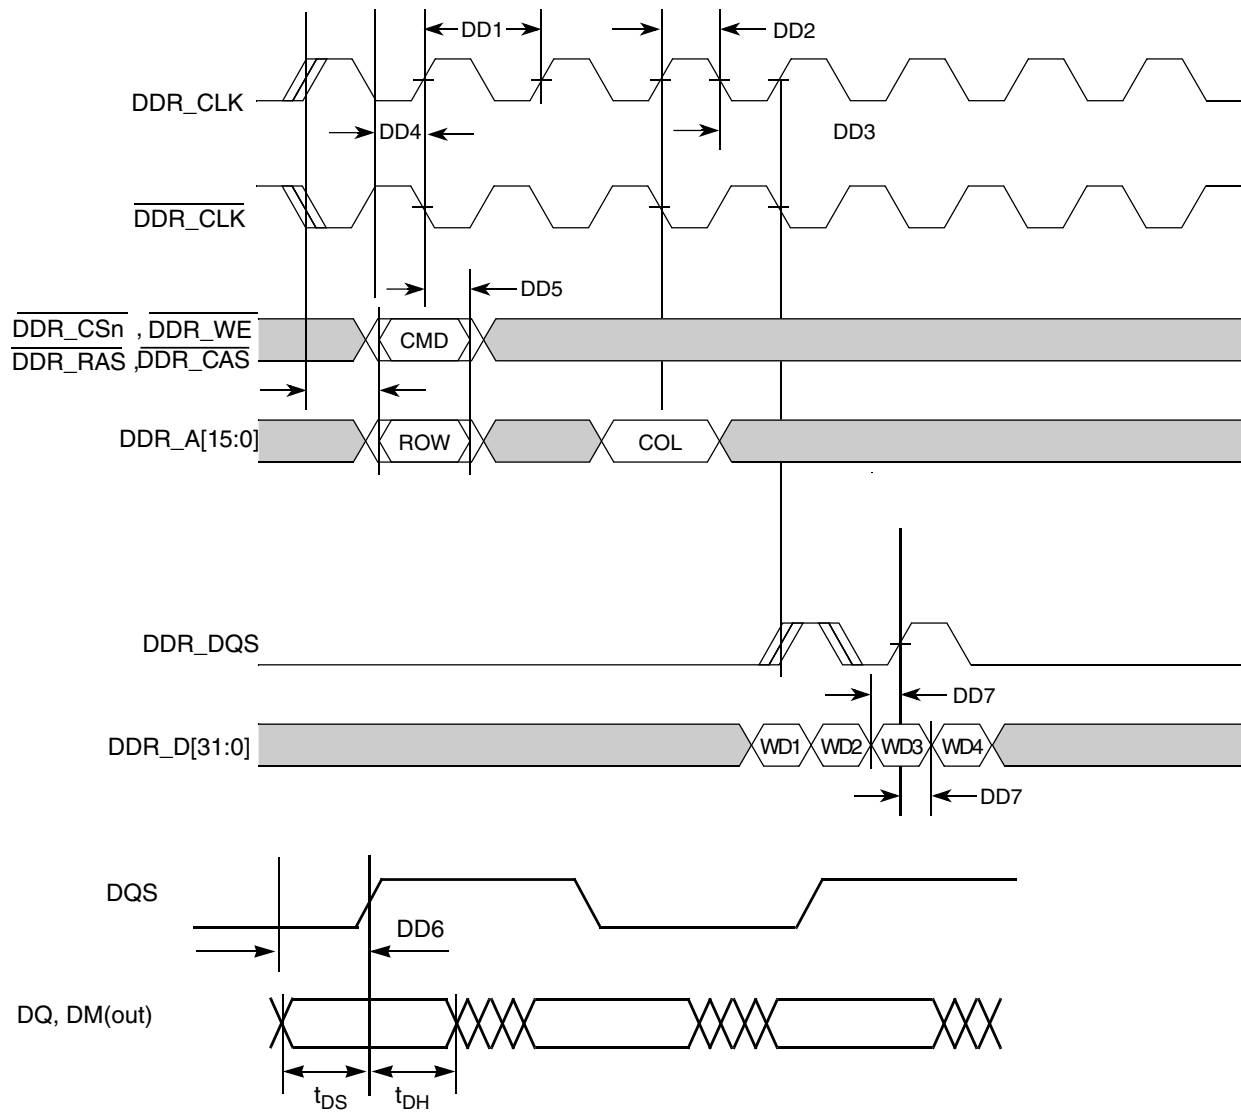 DD1
DD2
DDR_CLK
DD4
DD3
DDR_CLK
DD5
DDR_CSn , DDR_WE
DDR_RAS ,DDR_CAS
CMD
DDR_A[15:0]
ROW
COL
DDR_DQS
DD7
DDR_D[31:0]
WD1
WD2
WD3
WD4
DD7
DQS
DD6
DQ, DM(out)
tDS
tDH